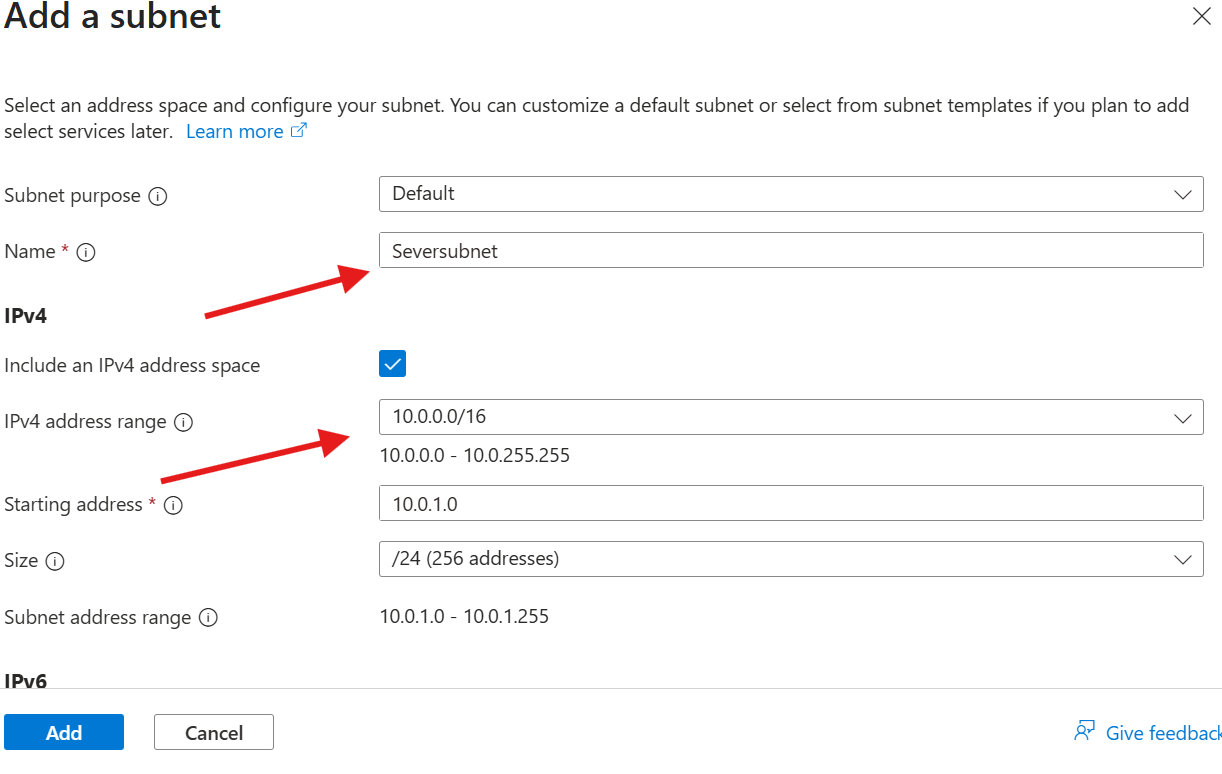 Add a subnet
Select an address space and configure your subnet. You can customize a default subnet or select from subnet templates if you plan to add
select services later. Learn more
Subnet purpose Default
Name * Seversubnet
IPv4
Include an IPv4 address space
IPv4 address range 10.0.0.0/16
10.0.0.0 - 10.0.255.255
Starting address * 10.0.1.0
Size /24 (256 addresses)
Subnet address range 10.0.1.0 - 10.0.1.255
IPv6
Add Cancel Give feedback